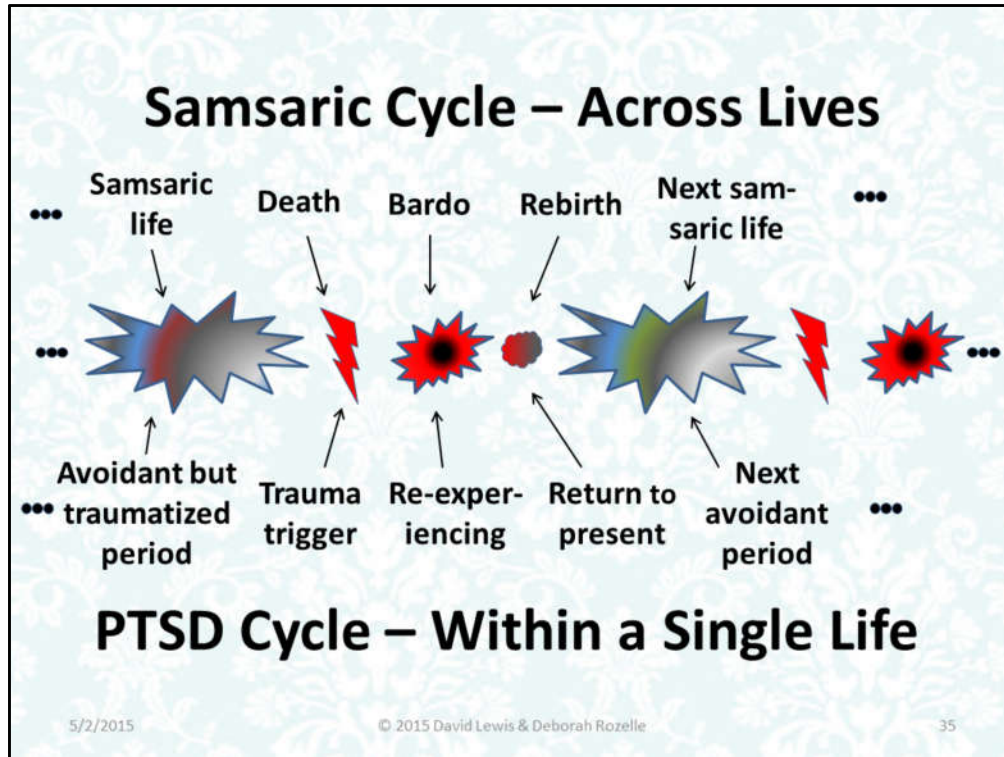 Samsaric Cycle – Across Lives
Samsaric
life
Death
Bardo
Rebirth
Next sam-
saric life
•••
•••
•••
•••
Avoidant but
traumatized
period
Trauma
trigger
Re-exper-
iencing
Return to
present
Next
avoidant
period
•••
•••
PTSD Cycle – Within a Single Life
5/2/2015
© 2015 David Lewis & Deborah Rozelle
35